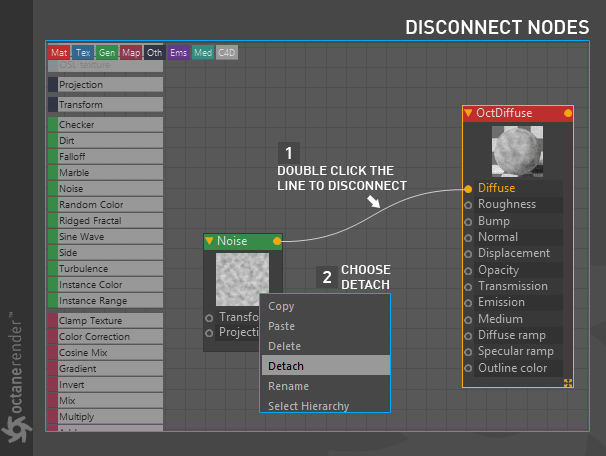 DISCONNECT NODES
Mat Tex Gen Map Oth Ems Med C4D
OSL texture
Projection
Transform
Checker
Dirt
Falloff
Marble
Noise
Random Color
Ridged Fractal
Sine Wave
Side
Turbulence
Instance Color
Instance Range
Clamp Texture
Color Correction
Cosine Mix
Gradient
Invert
Mix
Multiply
1
DOUBLE CLICK THE
LINE TO DISCONNECT
Noise
Transfo
Projecti
2 CHOOSE
DETACH
Copy
Paste
Delete
Detach
Rename
Select Hierarchy
OctDiffuse
Diffuse
Roughness
Bump
Normal
Displacement
Opacity
Transmission
Emission
Medium
Diffuse ramp
Specular ramp
Outline color
octanerender™